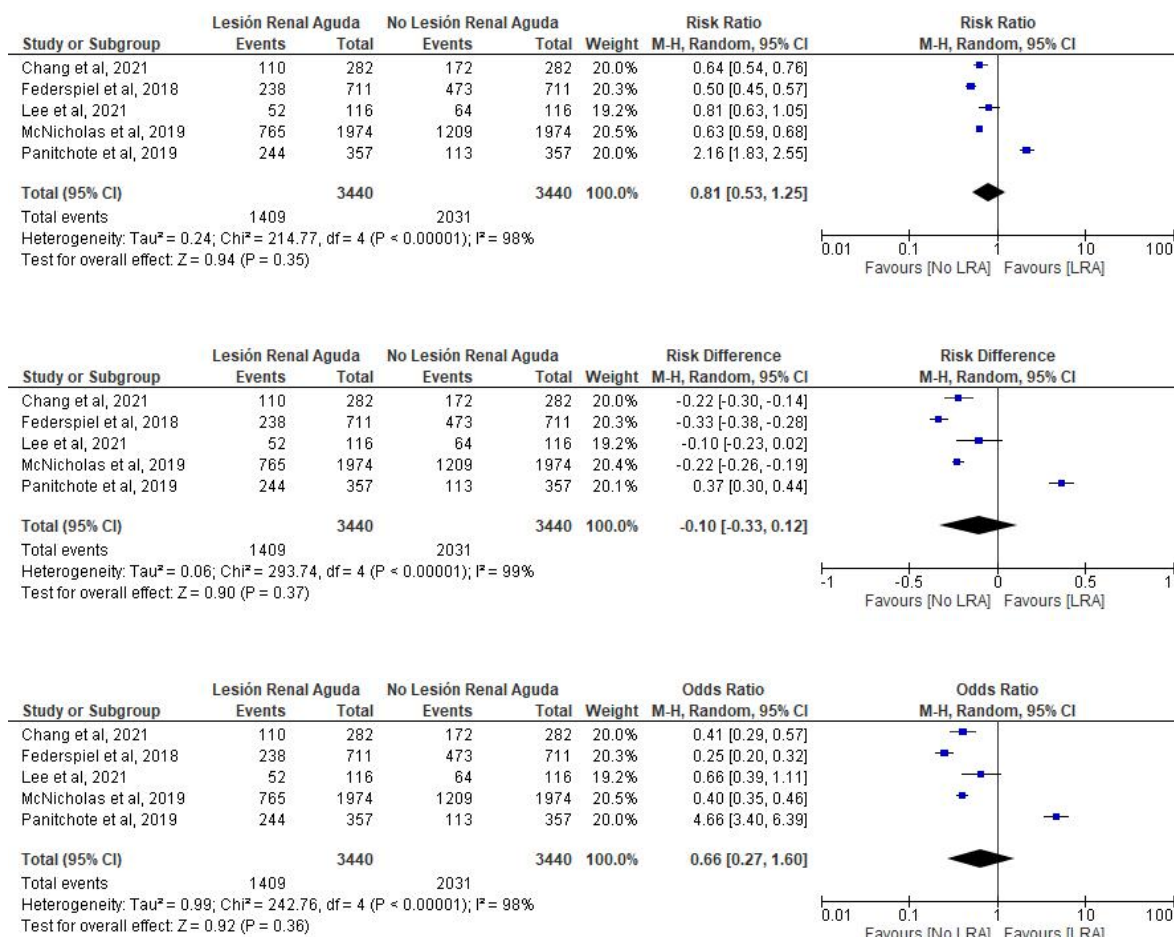 Lesión Renal Aguda No Lesión Renal Aguda Risk Ratio Risk Ratio
Study or Subgroup Events Total Events Total Weight M-H, Random, 95% CI M-H, Random, 95% CI
Chang et al, 2021 110 282 172 282 20.0% 0.64 [0.54, 0.76]
Federspiel et al, 2018 238 711 473 711 20.3% 0.50 [0.45, 0.57]
Lee et al, 2021 52 116 64 116 19.2% 0.81 [0.63, 1.05]
McNicholas et al, 2019 765 1974 1209 1974 20.5% 0.63 [0.59, 0.68]
Panitchote et al, 2019 244 357 113 357 20.0% 2.16 [1.83, 2.55]
Total (95% CI) 3440 3440 100.0% 0.81 [0.53, 1.25]
Total events 1409 2031
Heterogeneity: Tau² = 0.24; Chi² = 214.77, df = 4 (P < 0.00001); I² = 98%
Test for overall effect: Z = 0.94 (P = 0.35)
0.01 0.1 1 10 100
Favours [No LRA] Favours [LRA]
Lesión Renal Aguda No Lesión Renal Aguda Risk Difference Risk Difference
Study or Subgroup Events Total Events Total Weight M-H, Random, 95% CI M-H, Random, 95% CI
Chang et al, 2021 110 282 172 282 20.0% -0.22 [-0.30, -0.14]
Federspiel et al, 2018 238 711 473 711 20.3% -0.33 [-0.38, -0.28]
Lee et al, 2021 52 116 64 116 19.2% -0.10 [-0.23, 0.02]
McNicholas et al, 2019 765 1974 1209 1974 20.4% -0.22 [-0.26, -0.19]
Panitchote et al, 2019 244 357 113 357 20.1% 0.37 [0.30, 0.44]
Total (95% CI) 3440 3440 100.0% -0.10 [-0.33, 0.12]
Total events 1409 2031
Heterogeneity: Tau² = 0.06; Chi² = 293.74, df = 4 (P < 0.00001); I² = 99%
Test for overall effect: Z = 0.90 (P = 0.37)
-1 -0.5 0 0.5 1
Favours [No LRA] Favours [LRA]
Lesión Renal Aguda No Lesión Renal Aguda Odds Ratio Odds Ratio
Study or Subgroup Events Total Events Total Weight M-H, Random, 95% CI M-H, Random, 95% CI
Chang et al, 2021 110 282 172 282 20.0% 0.41 [0.29, 0.57]
Federspiel et al, 2018 238 711 473 711 20.3% 0.25 [0.20, 0.32]
Lee et al, 2021 52 116 64 116 19.2% 0.66 [0.39, 1.11]
McNicholas et al, 2019 765 1974 1209 1974 20.5% 0.40 [0.35, 0.46]
Panitchote et al, 2019 244 357 113 357 20.0% 4.66 [3.40, 6.39]
Total (95% CI) 3440 3440 100.0% 0.66 [0.27, 1.60]
Total events 1409 2031
Heterogeneity: Tau² = 0.99; Chi² = 242.76, df = 4 (P < 0.00001); I² = 98%
Test for overall effect: Z = 0.92 (P = 0.36)
0.01 0.1 1 10 100
Favours [No LRA] Favours [LRA]